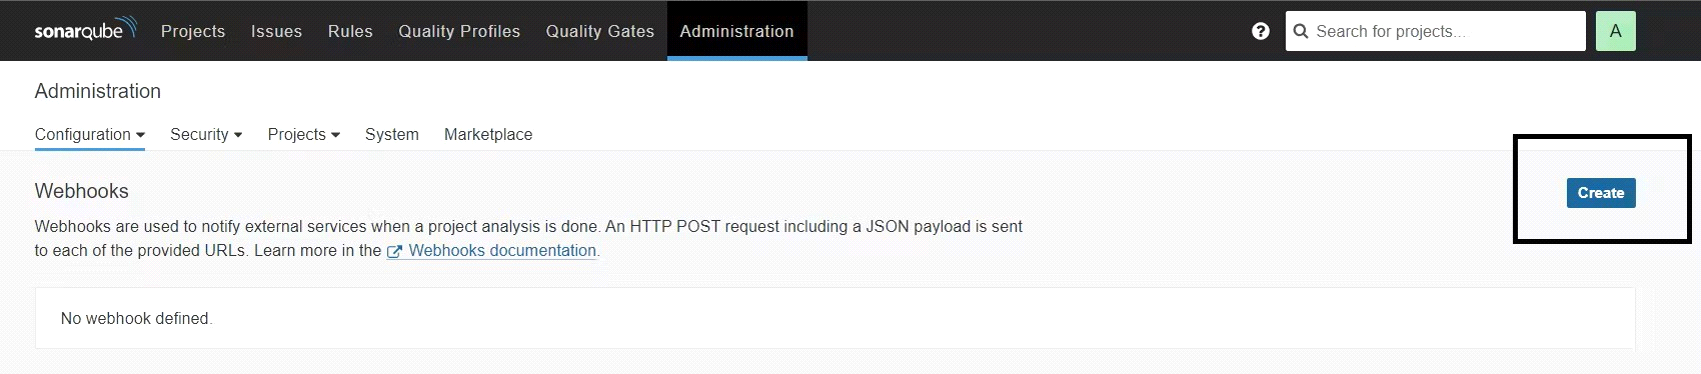 sonarqube Projects Issues Rules Quality Profiles Quality Gates Administration ? Search for projects... A
Administration
Configuration Security Projects System Marketplace
Webhooks
Create
Webhooks are used to notify external services when a project analysis is done. An HTTP POST request including a JSON payload is sent
to each of the provided URLs. Learn more in the Webhooks documentation.
No webhook defined.